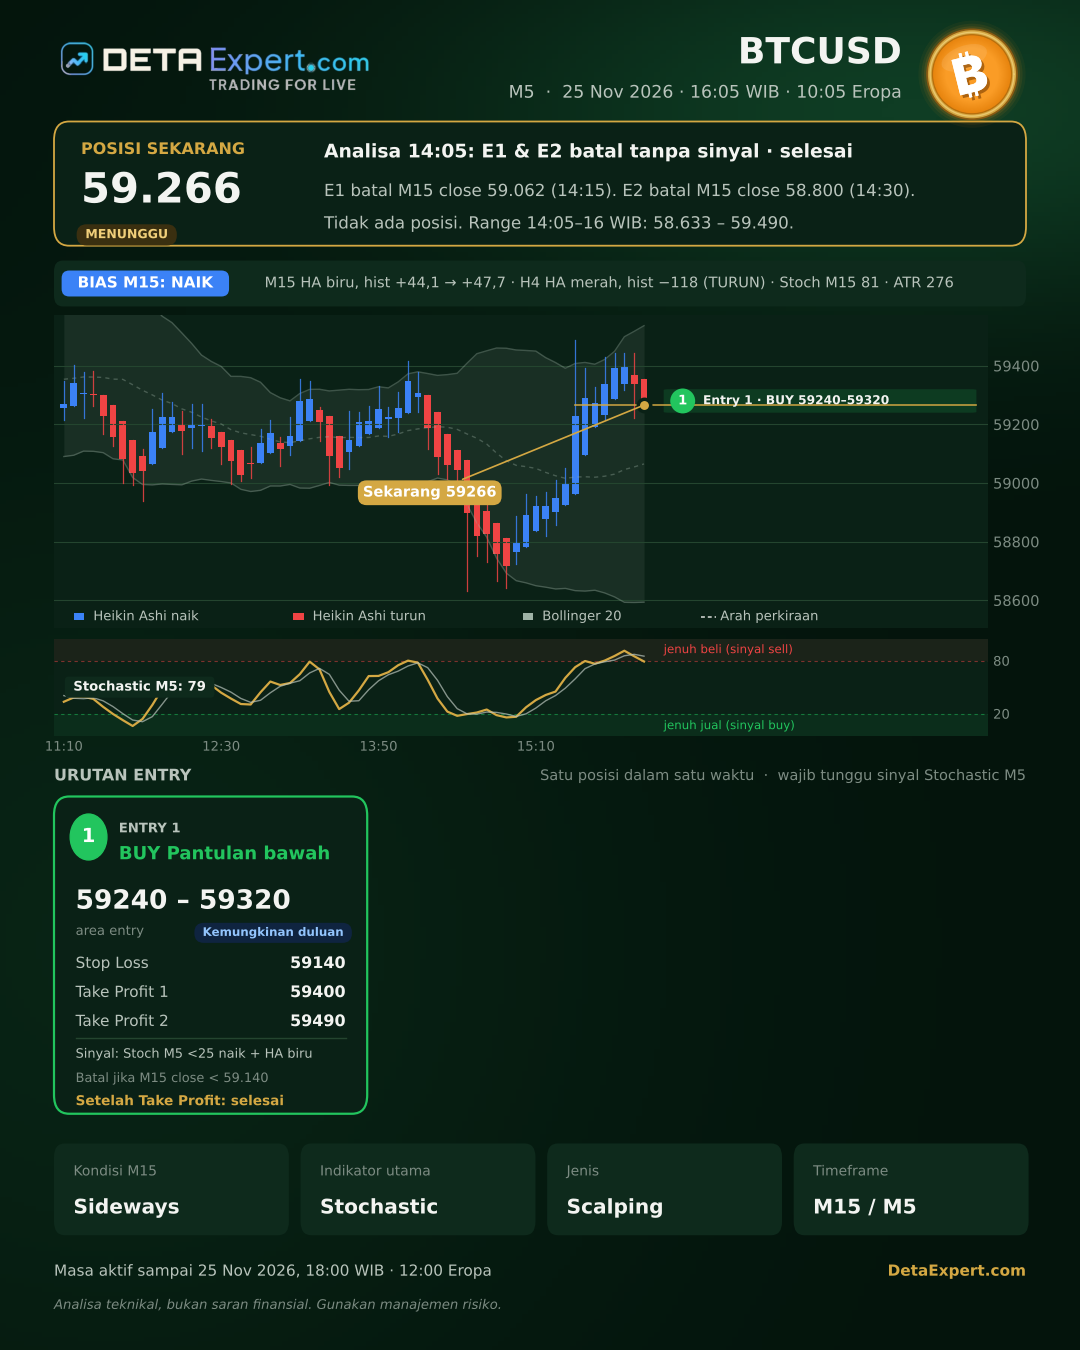 DETA Expert.com
TRADING FOR LIVE
BTCUSD
M5 · 25 Nov 2026 · 16:05 WIB · 10:05 Eropa
POSISI SEKARANG
59.266
MENUNGGU
Analisa 14:05: E1 & E2 batal tanpa sinyal · selesai
E1 batal M15 close 59.062 (14:15). E2 batal M15 close 58.800 (14:30).
Tidak ada posisi. Range 14:05–16 WIB: 58.633 – 59.490.
BIAS M15: NAIK
M15 HA biru, hist +44,1 → +47,7 · H4 HA merah, hist −118 (TURUN) · Stoch M15 81 · ATR 276
59400
1 Entry 1 · BUY 59240–59320
59200
Sekarang 59266
59000
58800
58600
Heikin Ashi naik
Heikin Ashi turun
Bollinger 20
Arah perkiraan
jenuh beli (sinyal sell)
80
Stochastic M5: 79
20
jenuh jual (sinyal buy)
11:10 12:30 13:50 15:10
URUTAN ENTRY
Satu posisi dalam satu waktu · wajib tunggu sinyal Stochastic M5
1
ENTRY 1
BUY Pantulan bawah
59240 – 59320
area entry
Kemungkinan duluan
Stop Loss 59140
Take Profit 1 59400
Take Profit 2 59490
Sinyal: Stoch M5 <25 naik + HA biru
Batal jika M15 close < 59.140
Setelah Take Profit: selesai
Kondisi M15
Sideways
Indikator utama
Stochastic
Jenis
Scalping
Timeframe
M15 / M5
Masa aktif sampai 25 Nov 2026, 18:00 WIB · 12:00 Eropa
DetaExpert.com
Analisa teknikal, bukan saran finansial. Gunakan manajemen risiko.